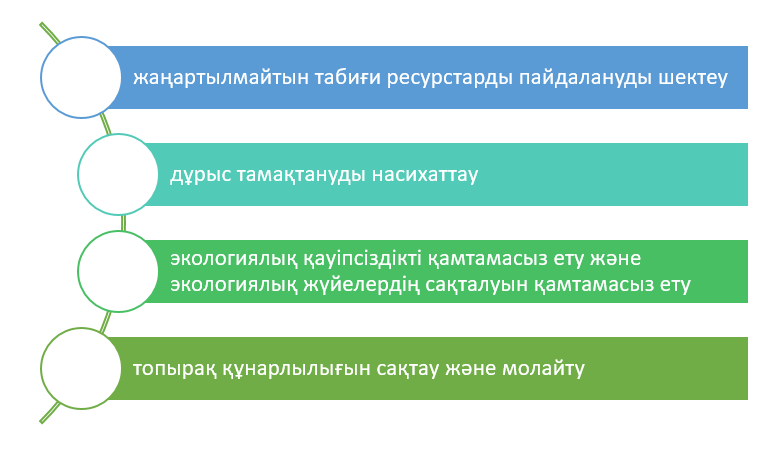 жаңартылмайтын табиғи ресурстарды пайдалануды шектеу
дұрыс тамақтануды насихаттау
экологиялық қауіпсіздікті қамтамасыз ету және
экологиялық жүйелердің сақталуын қамтамасыз ету
топырақ құнарлылығын сақтау және молайту